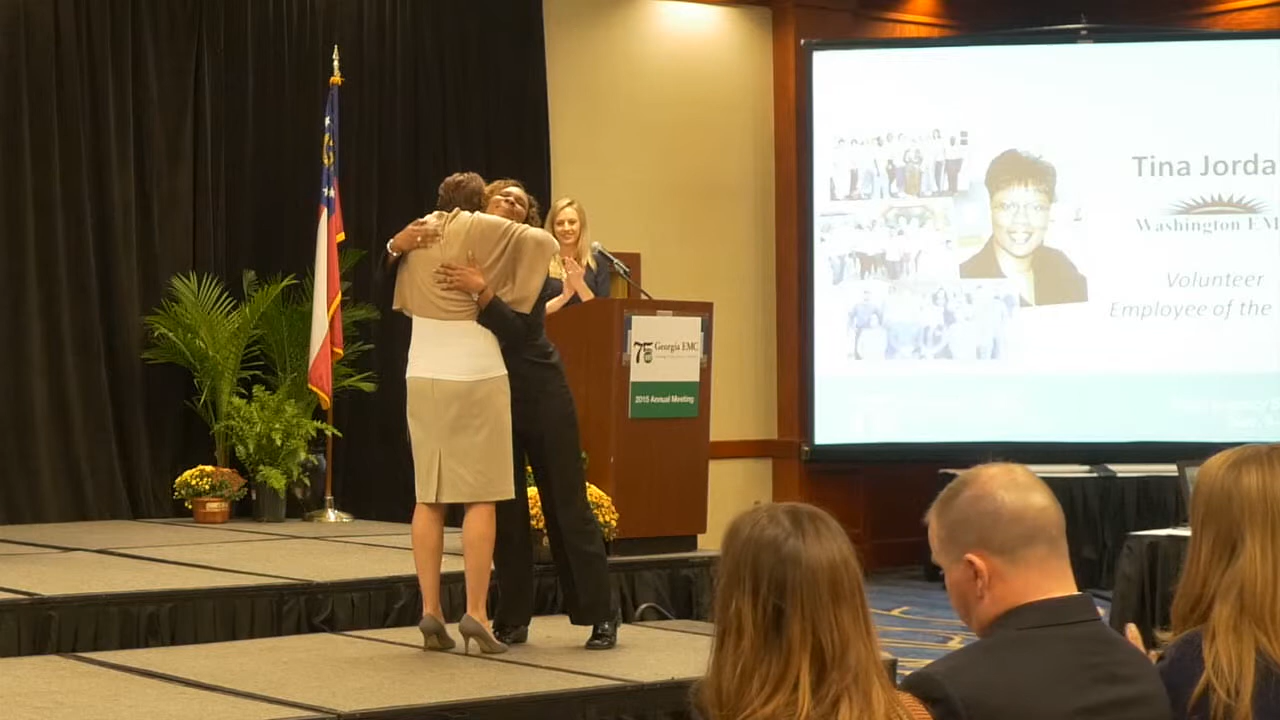 Tina Jorda
Washington EM
Volunteer
Employee of the
75
Georgia EMC
2015 Annual Meeting